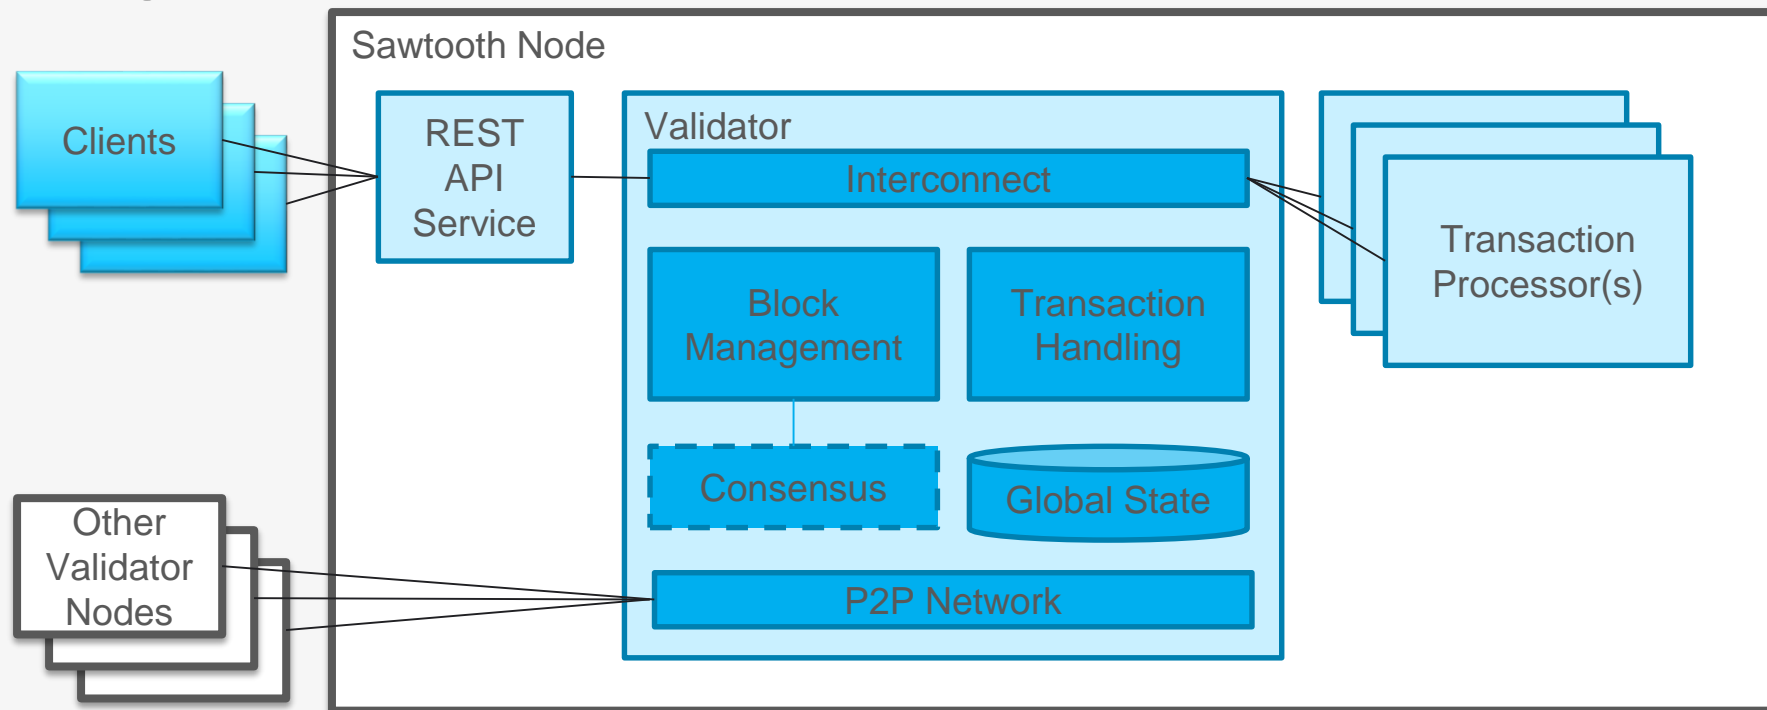 Sawtooth Node
Clients
REST
API
Service
Validator
Interconnect
Block
Management
Transaction
Handling
Consensus
Global State
P2P Network
Transaction
Processor(s)
Other
Validator
Nodes